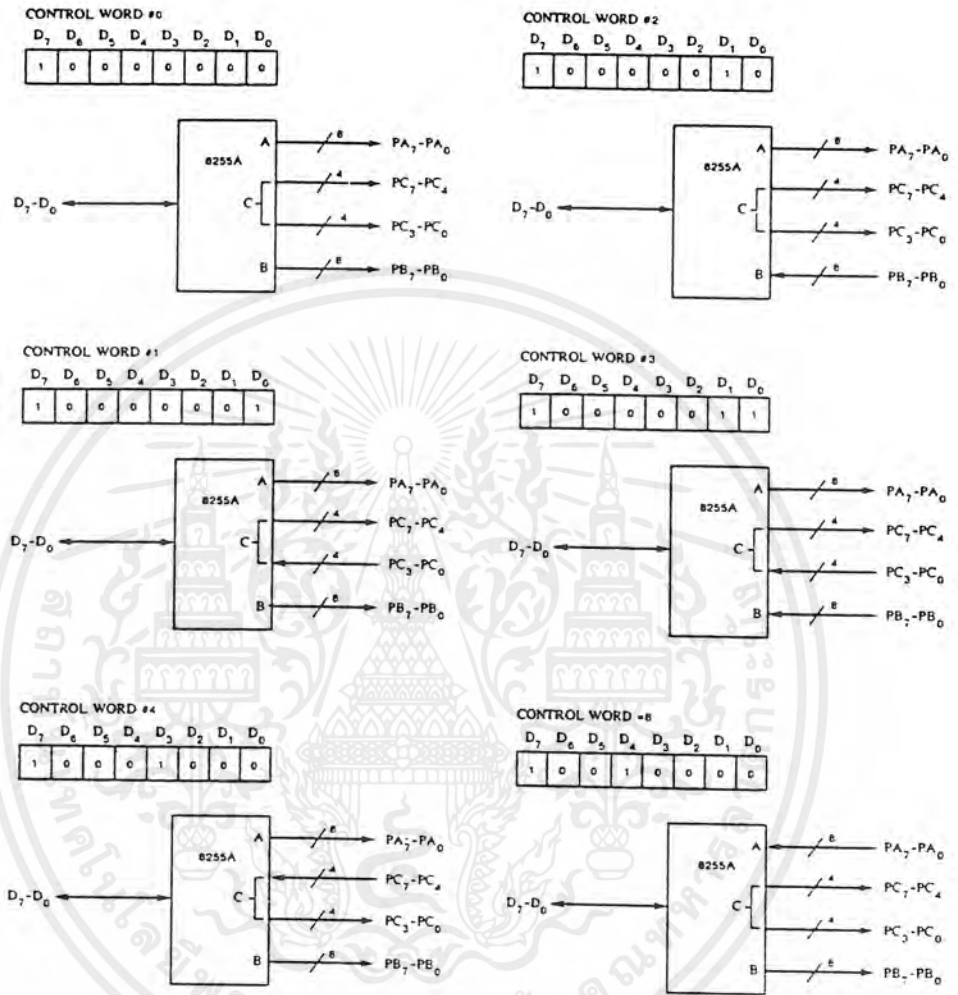 CONTROL WORD #0
D7 D6 D5 D4 D3 D2 D1 D0
1 0 0 0 0 0 0 0
8255A
A
8
PA7-PA0
4
PC7-PC4
D7-D0
C
4
PC3-PC0
B
8
PB7-PB0
CONTROL WORD #2
D7 D6 D5 D4 D3 D2 D1 D0
1 0 0 0 0 0 1 0
8255A
A
8
PA7-PA0
4
PC7-PC4
D7-D0
C
4
PC3-PC0
B
8
PB7-PB0
CONTROL WORD #1
D7 D6 D5 D4 D3 D2 D1 D0
1 0 0 0 0 0 0 1
8255A
A
8
PA7-PA0
4
PC7-PC4
D7-D0
C
4
PC3-PC0
B
8
PB7-PB0
CONTROL WORD #3
D7 D6 D5 D4 D3 D2 D1 D0
1 0 0 0 0 0 1 1
8255A
A
8
PA7-PA0
4
PC7-PC4
D7-D0
C
4
PC3-PC0
B
8
PB7-PB0
CONTROL WORD #4
D7 D6 D5 D4 D3 D2 D1 D0
1 0 0 0 1 0 0 0
8255A
A
8
PA7-PA0
4
PC7-PC4
D7-D0
C
4
PC3-PC0
B
8
PB7-PB0
CONTROL WORD =8
D7 D6 D5 D4 D3 D2 D1 D0
1 0 0 1 0 0 0 0
8255A
A
8
PA7-PA0
4
PC7-PC4
D7-D0
C
4
PC3-PC0
B
8
PB7-PB0